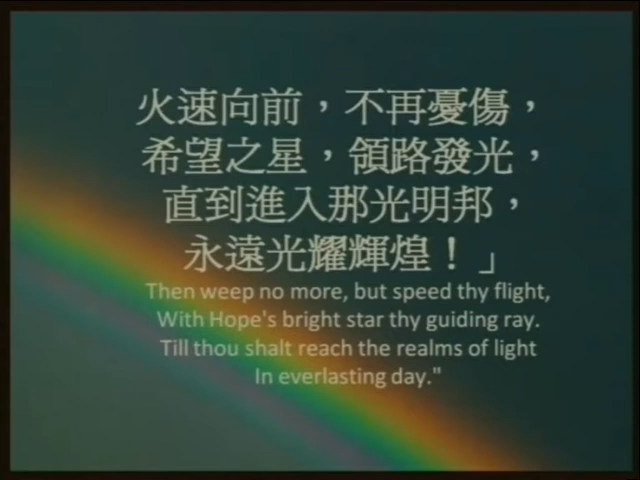 火速向前，不再憂傷，
希望之星，領路發光，
直到進入那光明邦，
永遠光耀輝煌！」
Then weep no more, but speed thy flight,
With Hope's bright star thy guiding ray.
Till thou shalt reach the realms of light
In everlasting day."